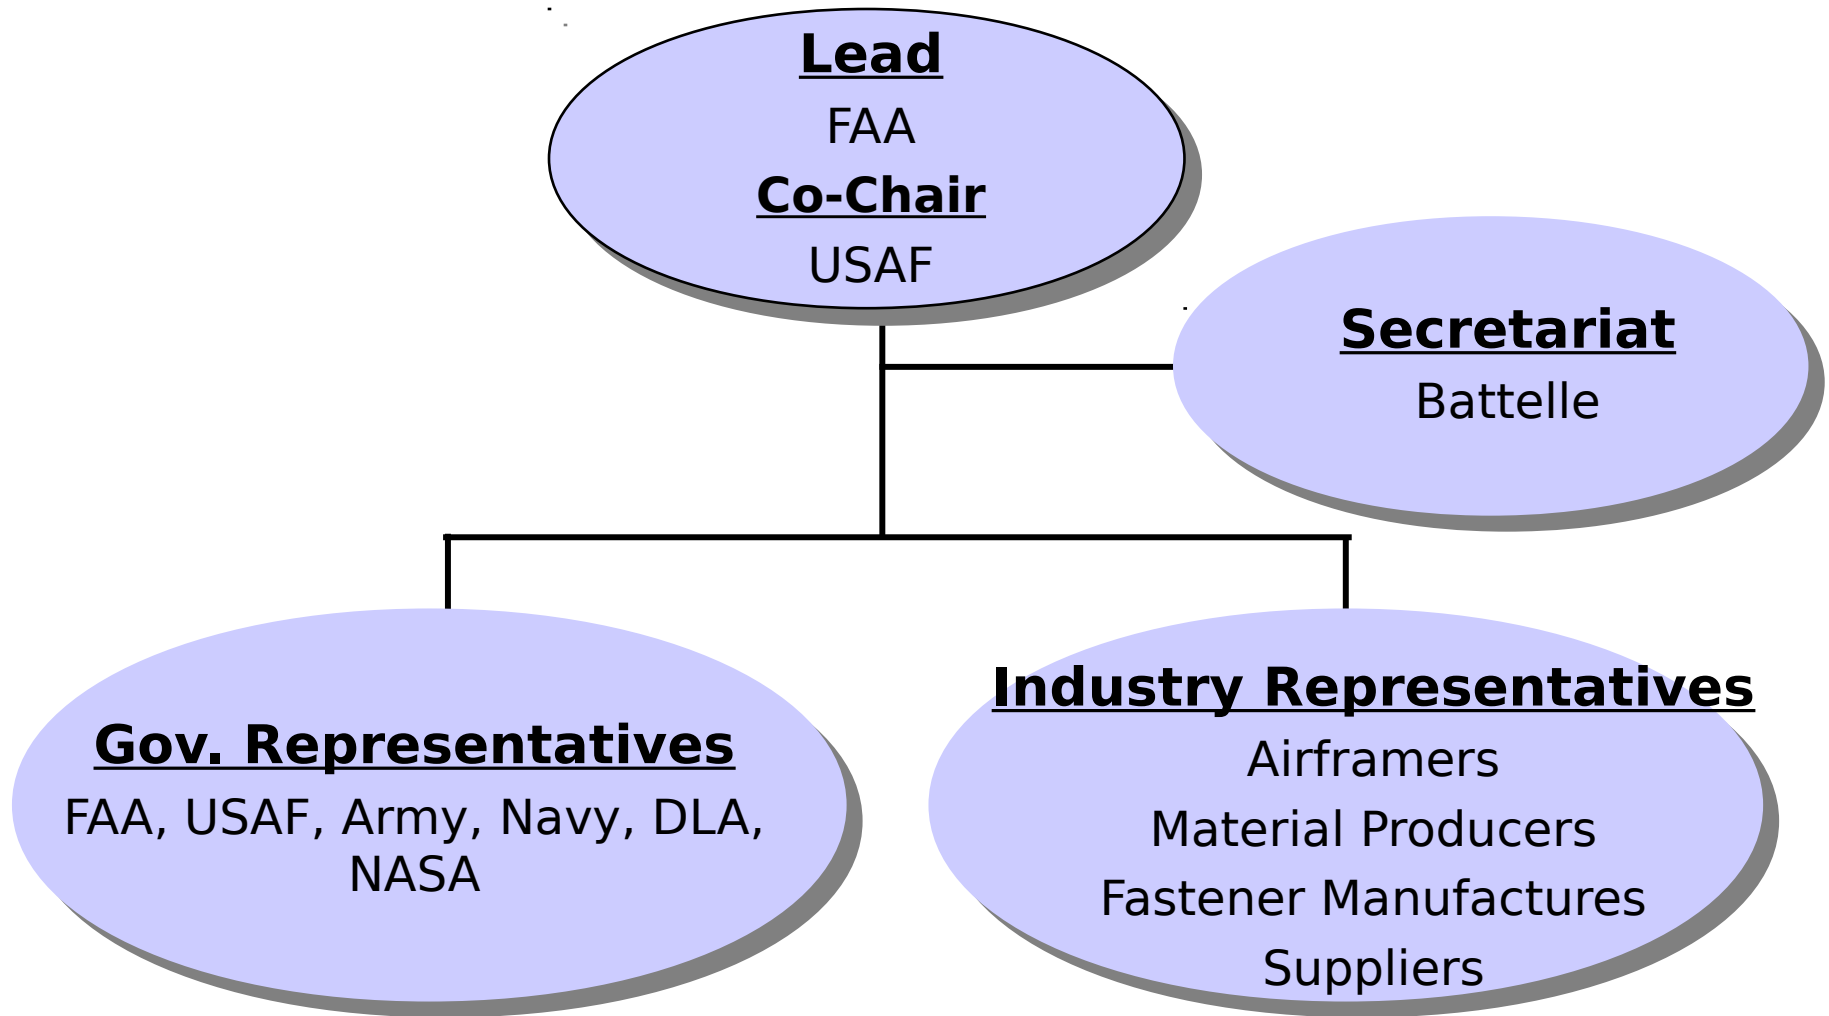 Lead
FAA
Co-Chair
USAF
Secretariat
Battelle
Gov. Representatives
FAA, USAF, Army, Navy, DLA,
NASA
Industry Representatives
Airframers
Material Producers
Fastener Manufactures
Suppliers